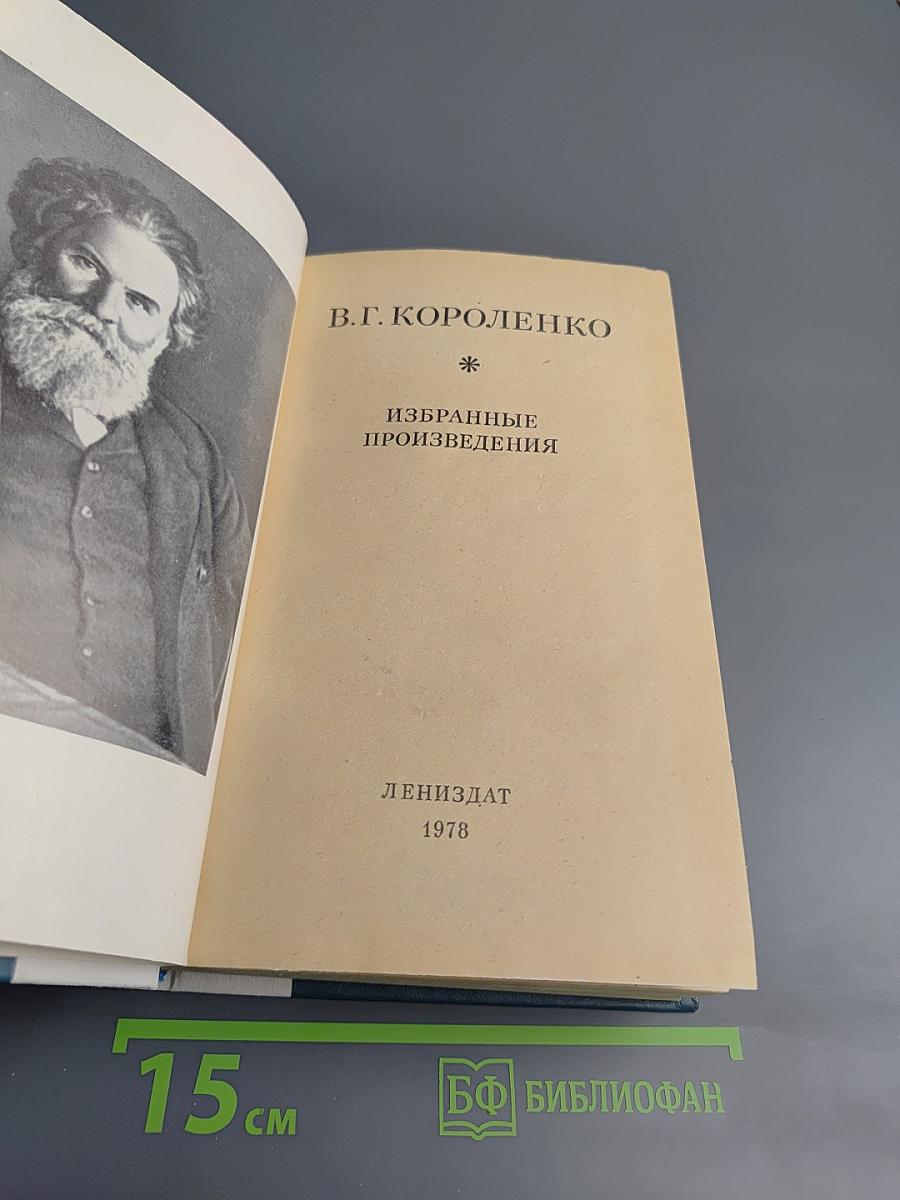 В.Г. КОРОЛЕНКО
*
ИЗБРАННЫЕ
ПРОИЗВЕДЕНИЯ
ЛЕНИЗДАТ
1978
15 СМ
БФ БИБЛИОФАН